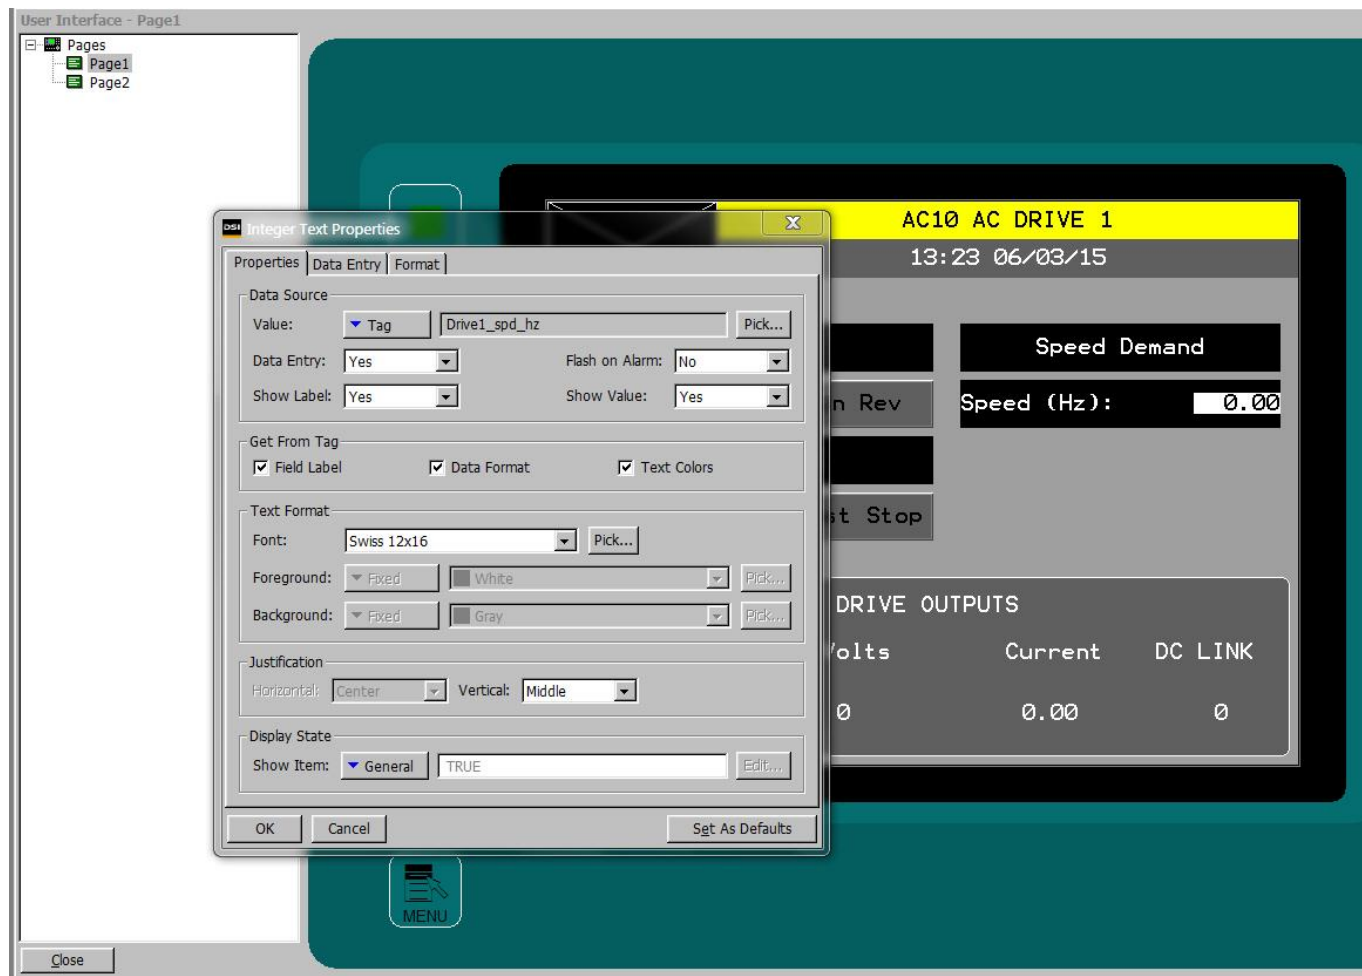 User Interface - Page1
Pages
Page1
Page2
DSI Integer Text Properties
Properties Data Entry Format
Data Source
Value: Tag Drive1_spd_hz Pick...
Data Entry: Yes Flash on Alarm: No
Show Label: Yes Show Value: Yes
Get From Tag
Field Label Data Format Text Colors
Text Format
Font: Swiss 12x16 Pick...
Foreground: Fixed White Pick...
Background: Fixed Gray Pick...
Justification
Horizontal: Center Vertical: Middle
Display State
Show Item: General TRUE Edit...
OK Cancel Set As Defaults
AC10 AC DRIVE 1
13:23 06/03/15
Speed Demand
n Rev Speed (Hz): 0.00
st Stop
DRIVE OUTPUTS
olts Current DC LINK
0 0.00 0
MENU
Close